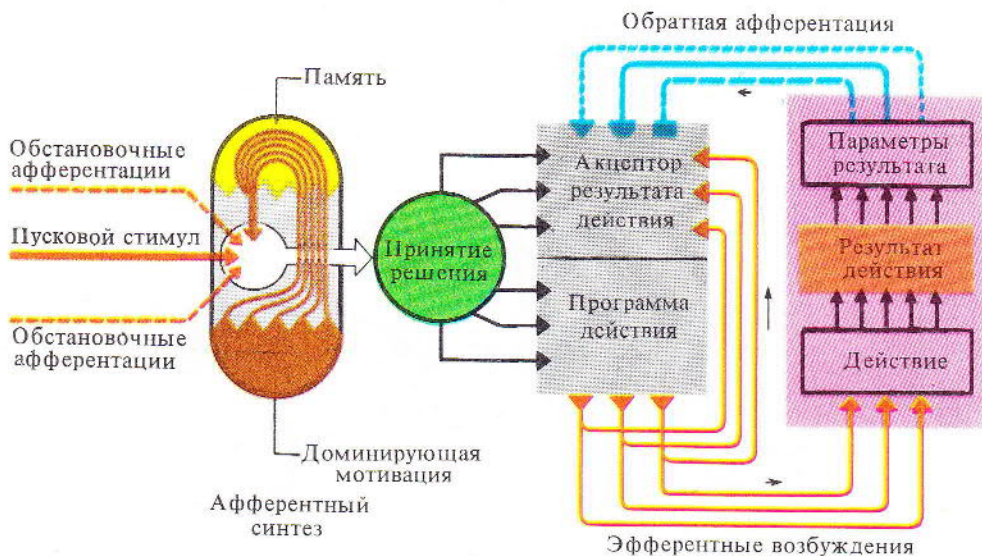 Обратная афферентация
Память
Обстановочные
афферентации
Пусковой стимул
Обстановочные
афферентации
Доминирующая
мотивация
Афферентный
синтез
Принятие
решения
Акцептор
результата
действия
Программа
действия
Параметры
результата
Результат
действия
Действие
Эфферентные возбуждения